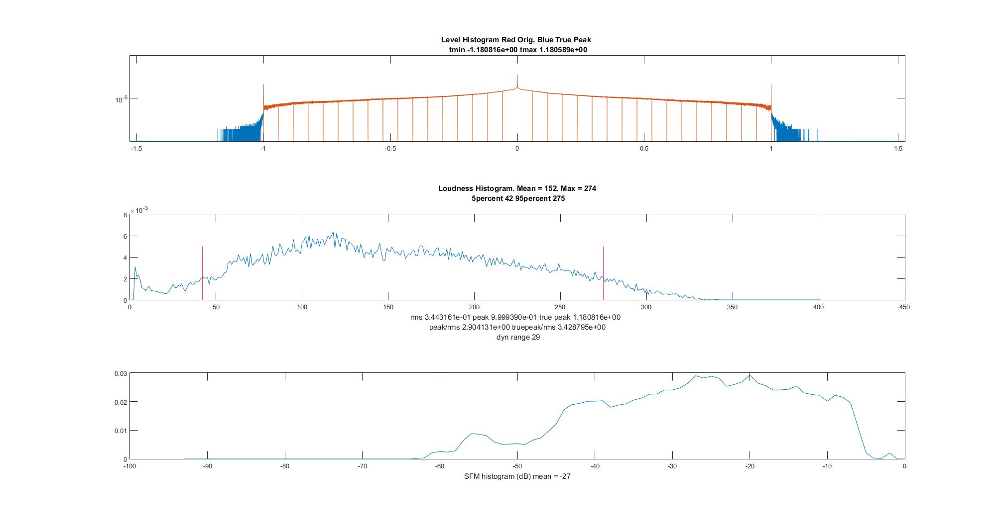 Level Histogram Red Orig, Blue True Peak
tmin -1.180816e+00 tmax 1.180589e+00
10-5
-1.5 -1 -0.5 0 0.5 1 1.5
Loudness Histogram. Mean = 152. Max = 274
5percent 42 95percent 275
×10-3
8
6
4
2
0
0 50 100 150 200 250 300 350 400 450
rms 3.443161e-01 peak 9.999390e-01 true peak 1.180816e+00
peak/rms 2.904131e+00 truepeak/rms 3.428795e+00
dyn range 29
0.03
0.02
0.01
0
-100 -90 -80 -70 -60 -50 -40 -30 -20 -10 0
SFM histogram (dB) mean = -27